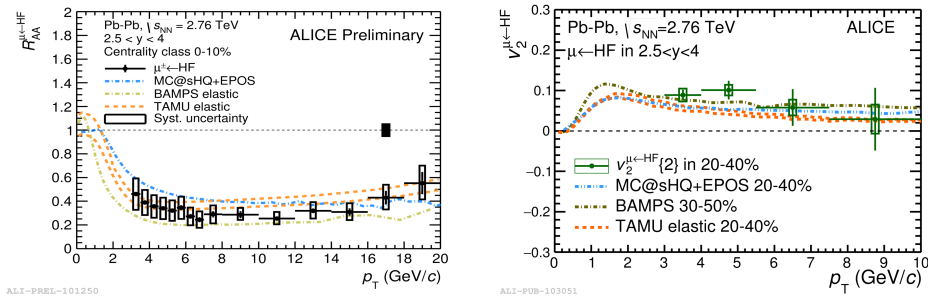 Pb-Pb, √s_NN = 2.76 TeV
2.5 < y < 4
Centrality class 0-10%
ALICE Preliminary
μ±←HF
MC@sHQ+EPOS
BAMPS elastic
TAMU elastic
Syst. uncertainty
R_AA^μ←HF
2
1.8
1.6
1.4
1.2
1
0.8
0.6
0.4
0.2
0
0 2 4 6 8 10 12 14 16 18 20
p_T (GeV/c)
ALI-PREL-101250
Pb-Pb, √s_NN = 2.76 TeV
μ←HF in 2.5<y<4
ALICE
v_2^μ←HF
0.3
0.2
0.1
0
−0.1
−0.2
−0.3
v_2^μ←HF{2} in 20-40%
MC@sHQ+EPOS 20-40%
BAMPS 30-50%
TAMU elastic 20-40%
0 1 2 3 4 5 6 7 8 9 10
p_T (GeV/c)
ALI-PUB-103051